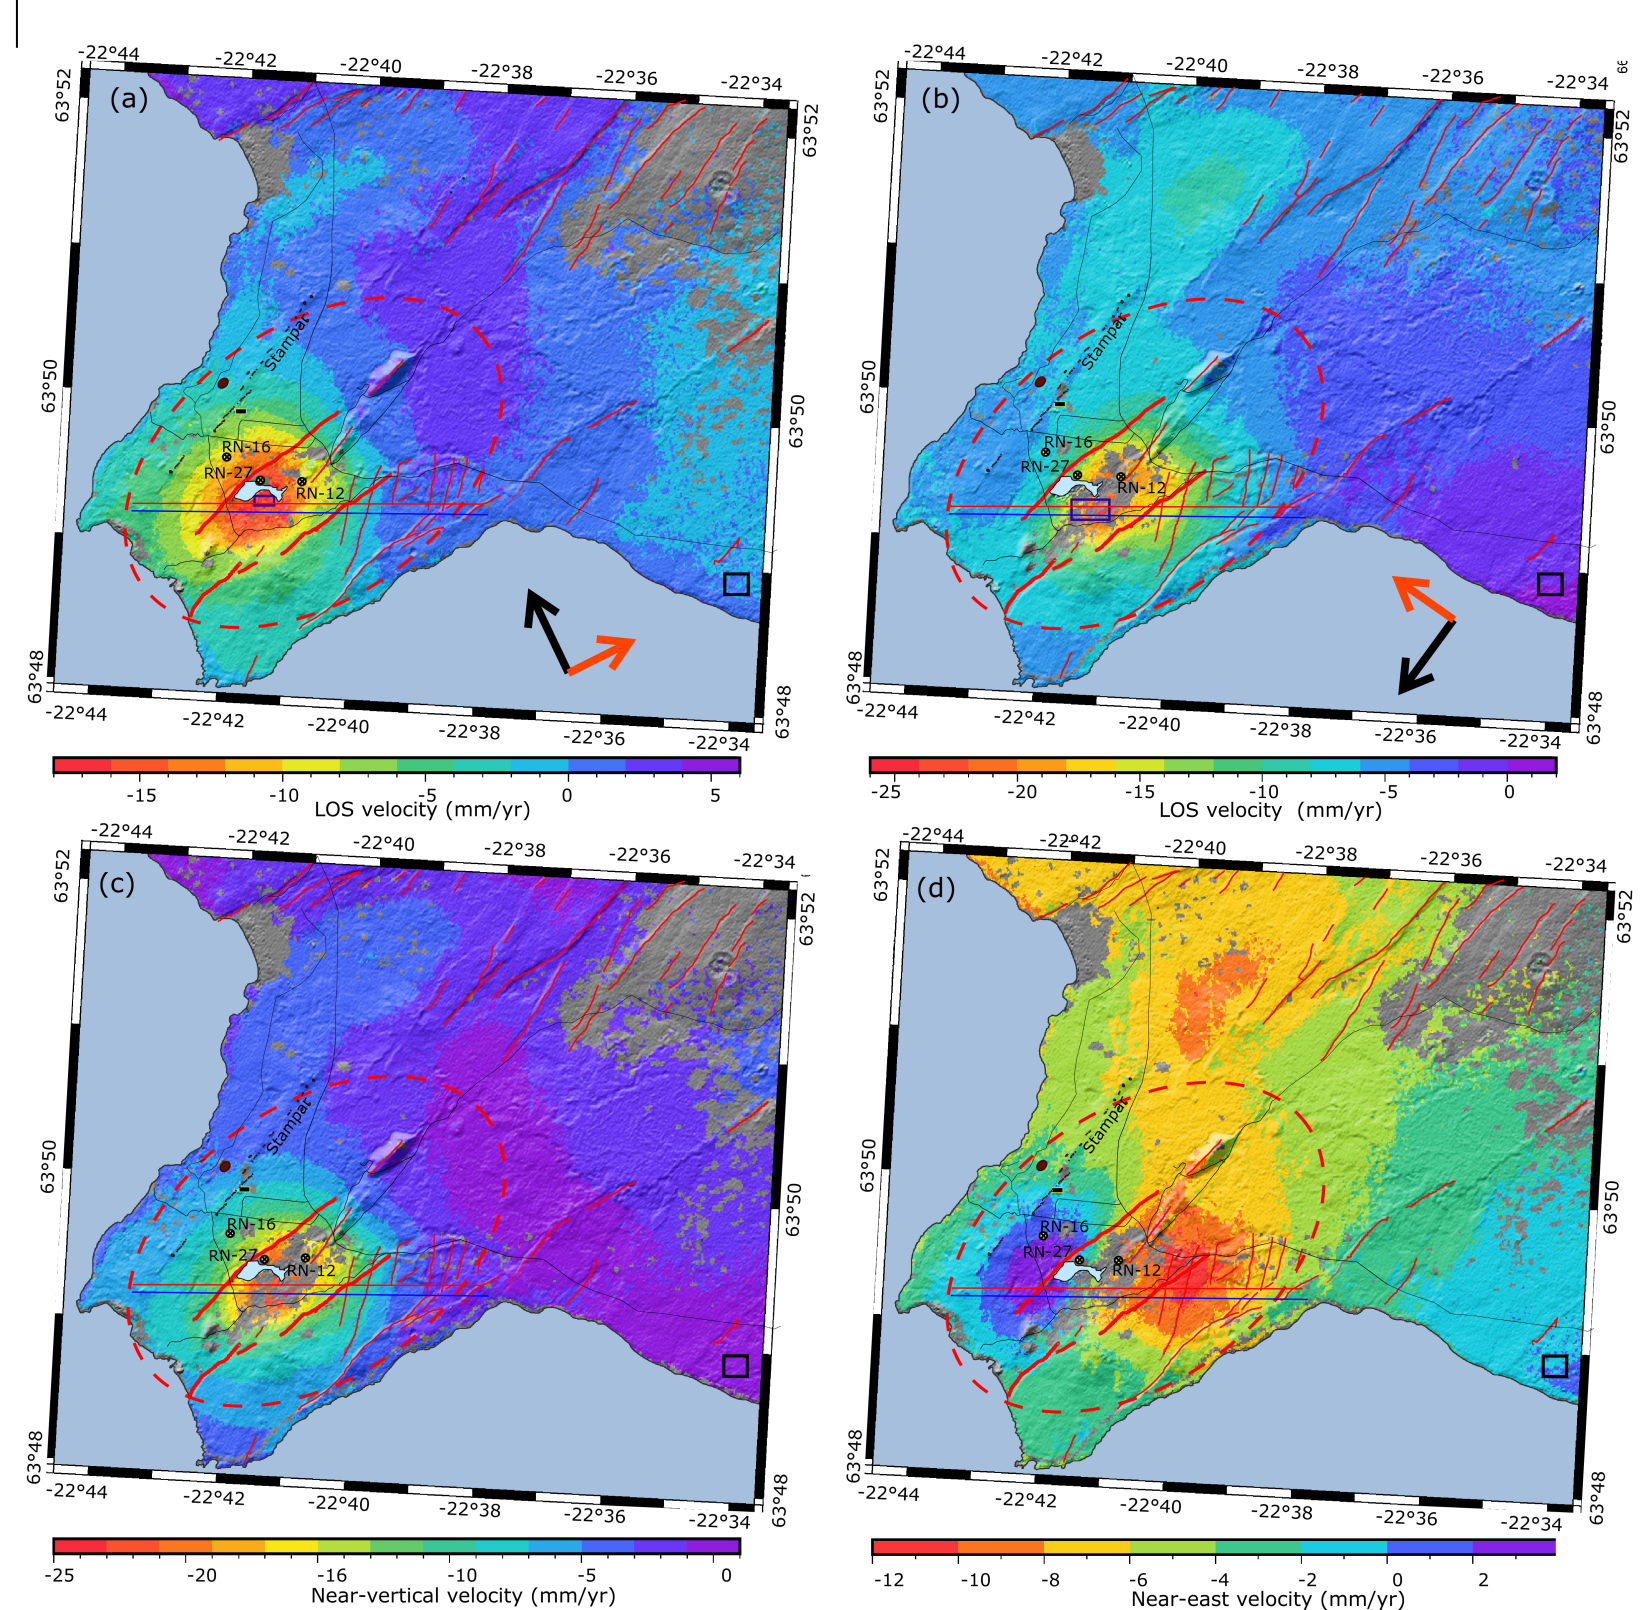 -22°44 -22°42 -22°40 -22°38 -22°36 -22°34
(a)
63°52 63°52
Stampar
63°50 63°50
RN-16
RN-27
RN-12
63°48 63°48
-22°44 -22°42 -22°40 -22°38 -22°36 -22°34
-15 -10 -5 0 5
LOS velocity (mm/yr)
-22°44 -22°42 -22°40 -22°38 -22°36 -22°34
66
(b)
63°52 63°52
Stampar
63°50 63°50
RN-16
RN-27
RN-12
63°48 63°48
-22°44 -22°42 -22°40 -22°38 -22°36 -22°34
-25 -20 -15 -10 -5 0
LOS velocity (mm/yr)
-22°44 -22°42 -22°40 -22°38 -22°36 -22°34
(c)
63°52 63°52
Stampar
63°50 63°50
RN-16
RN-27
RN-12
63°48 63°48
-22°44 -22°42 -22°40 -22°38 -22°36 -22°34
-25 -20 -16 -10 -5 0
Near-vertical velocity (mm/yr)
-22°44 -22°42 -22°40 -22°38 -22°36 -22°34
(d)
63°52 63°52
Stampar
63°50 63°50
RN-16
RN-27
RN-12
63°48 63°48
-22°44 -22°42 -22°40 -22°38 -22°36 -22°34
-12 -10 -8 -6 -4 -2 0 2
Near-east velocity (mm/yr)